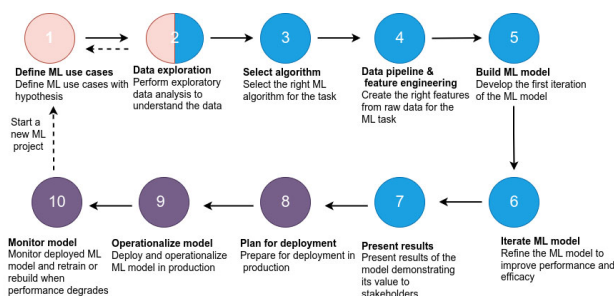 1
2
3
4
5
Define ML use cases
Define ML use cases with
hypothesis
Data exploration
Perform exploratory
data analysis to
understand the data
Select algorithm
Select the right ML
algorithm for the task
Data pipeline &
feature engineering
Create the right features
from raw data for the
ML task
Build ML model
Develop the first iteration
of the ML model
Start a
new ML
project
10
9
8
7
6
Monitor model
Monitor deployed ML
model and retrain or
rebuild when
performance degrades
Operationalize model
Deploy and operationalize
ML model in production
Plan for deployment
Prepare for deployment in
production
Present results
Present results of the
model demonstrating
its value to
stakeholders
Iterate ML model
Refine the ML model to
improve performance and
efficacy